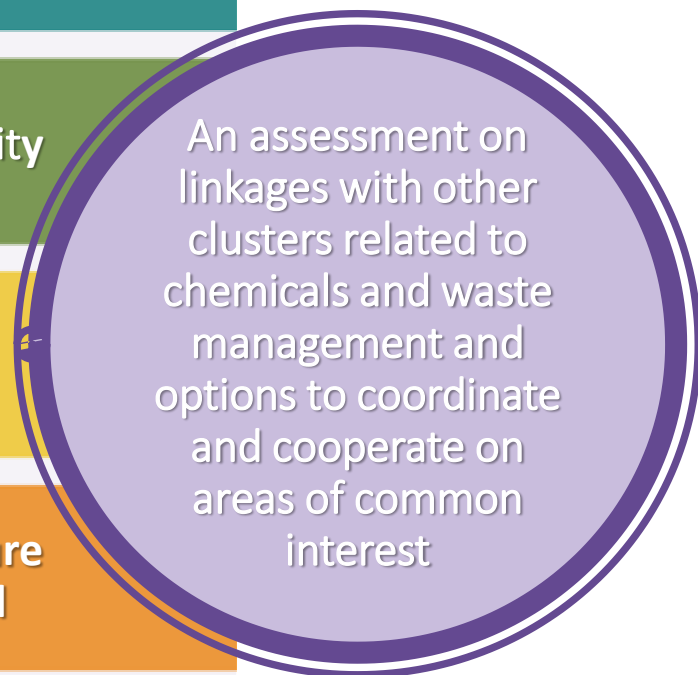 ity
An assessment on
linkages with other
clusters related to
chemicals and waste
management and
options to coordinate
and cooperate on
areas of common
interest
re